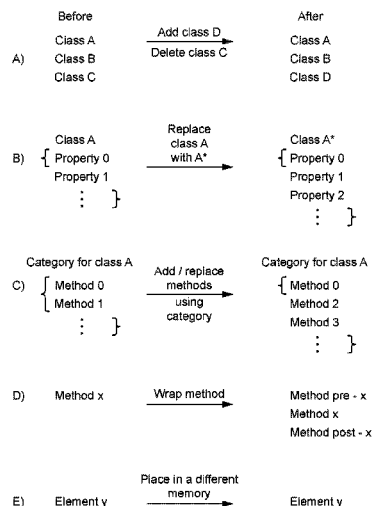 Before After
A) Class A Class B Class C Add class D Delete class C Class A Class B Class D
B) Class A { Property 0 Property 1 ⋮ } Replace class A with A* Class A* { Property 0 Property 1 Property 2 ⋮ }
Category for class A Category for class A
C) { Method 0 Method 1 ⋮ } Add / replace methods using category { Method 0 Method 2 Method 3 ⋮ }
D) Method x Wrap method Method pre - x Method x Method post - x
E) Element y Place in a different memory Element y